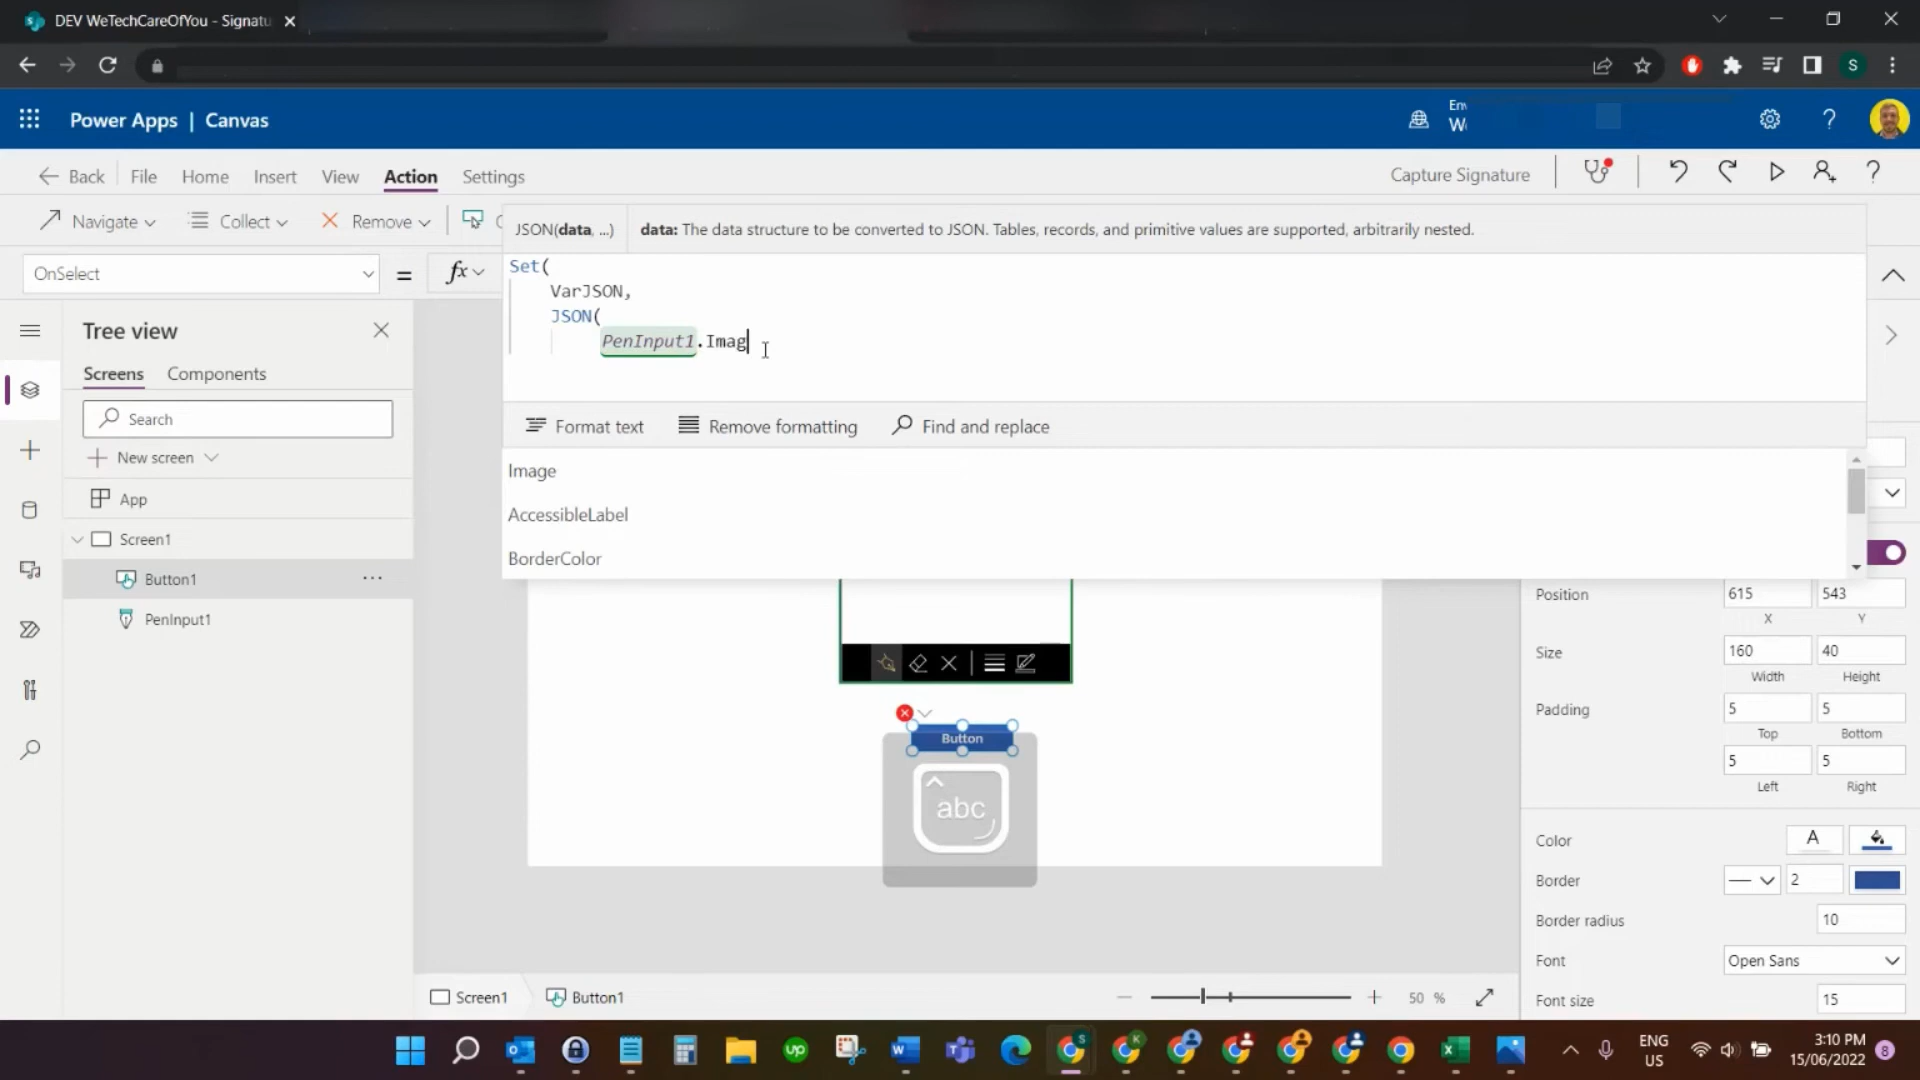 DEV WeTechCareOfYou - Signatu
S
Power Apps | Canvas
En
W
Back File Home Insert View Action Settings
Capture Signature
Navigate Collect Remove
JSON(data, ...) data: The data structure to be converted to JSON. Tables, records, and primitive values are supported, arbitrarily nested.
OnSelect = fx
Set(
VarJSON,
JSON(
PenInput1.Imag
Tree view
Screens Components
Search
New screen
App
Screen1
Button1
PenInput1
Format text Remove formatting Find and replace
Image
AccessibleLabel
BorderColor
Button
abc
Position 615 543
X Y
Size 160 40
Width Height
Padding 5 5
Top Bottom
5 5
Left Right
Color A
Border 2
Border radius 10
Font Open Sans
Font size 15
Screen1 Button1 50 %
ENG
US
3:10 PM
15/06/2022
8